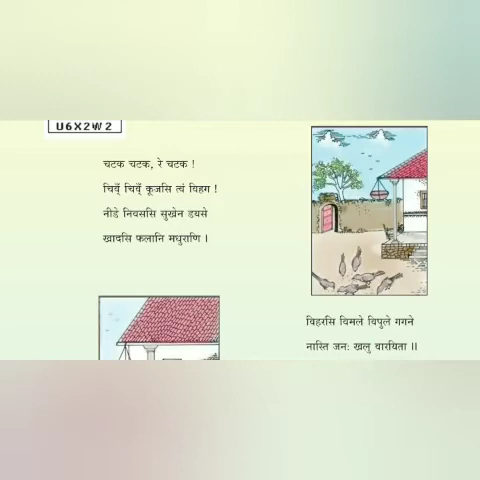 U6X2W2
चटक चटक, रे चटक !
चिव्ँ चिव्ँ कूजसि त्वं विहग !
नीडे निवससि सुखेन डयसे
खादसि फलानि मधुराणि ।
विहरसि विमले विपुले गगने
नास्ति जनः खलु वारयिता ॥